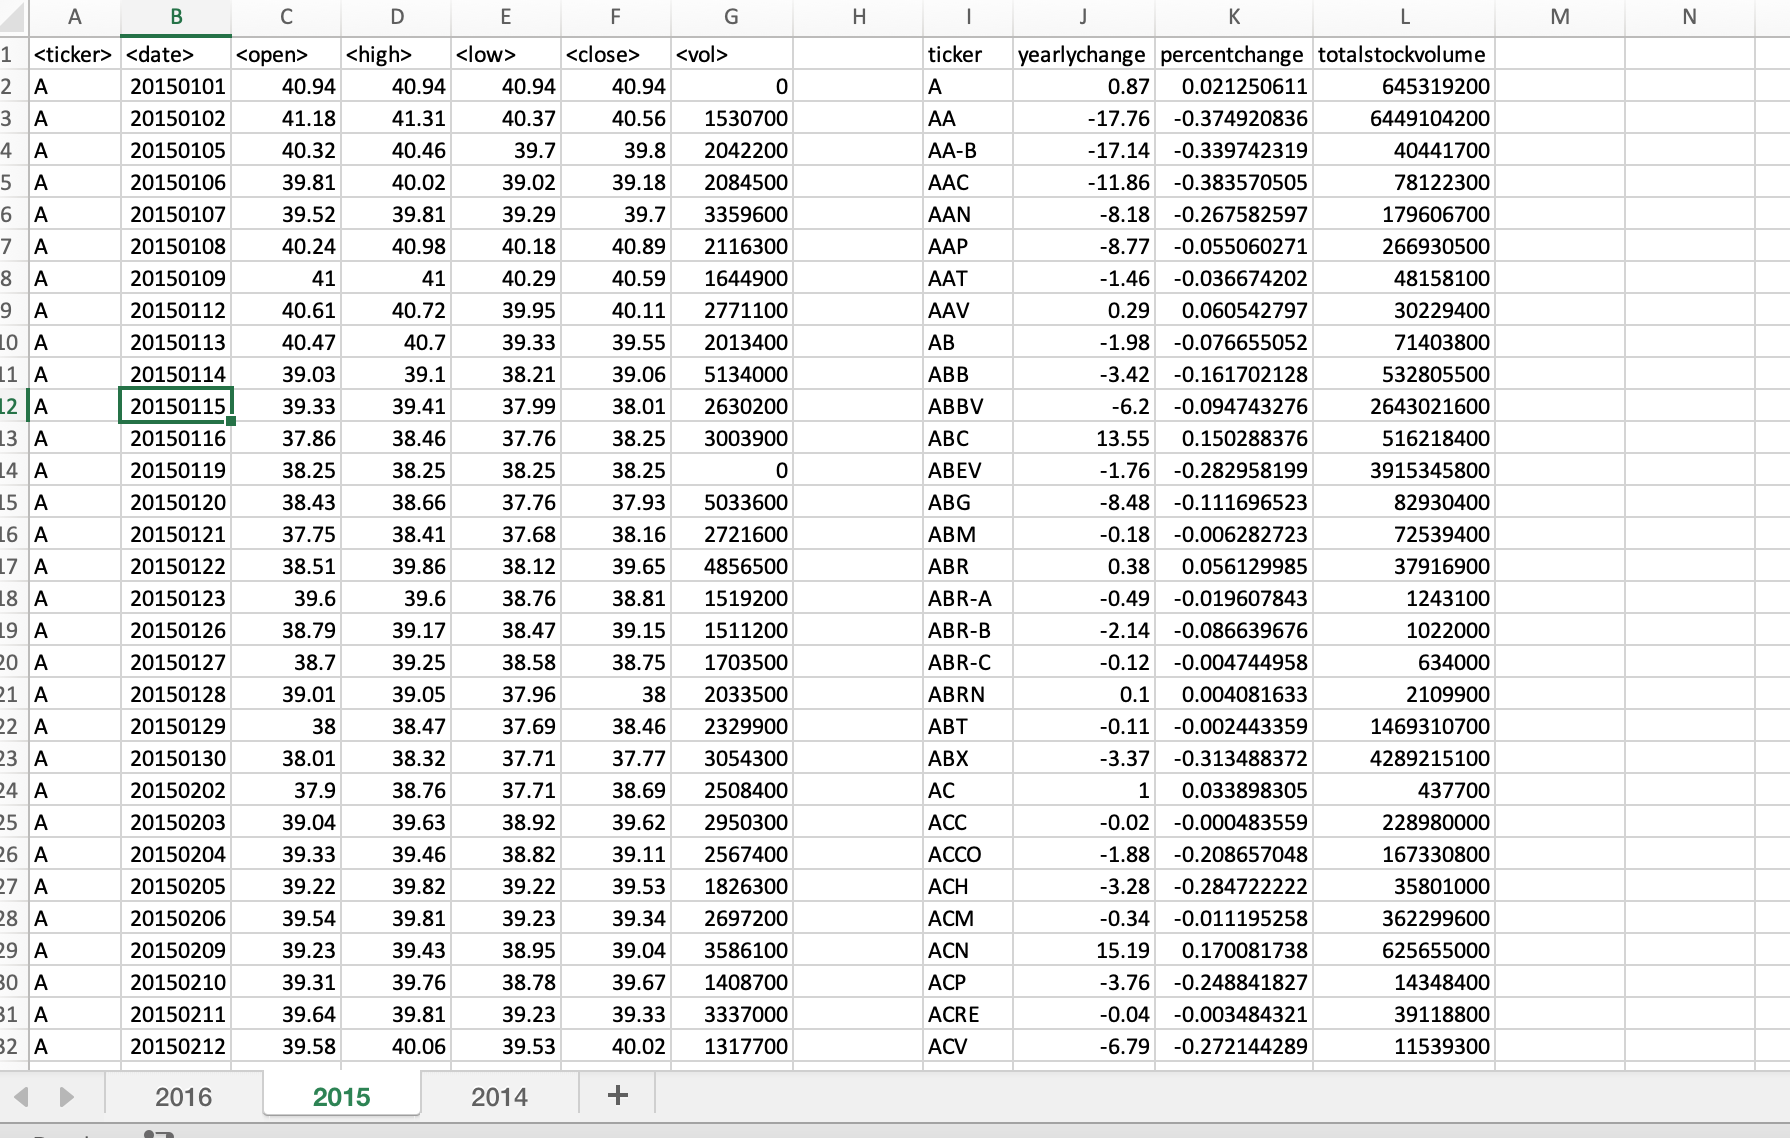 A B C D E F G H I J K L M N
1 <ticker> <date> <open> <high> <low> <close> <vol> ticker yearlychange percentchange totalstockvolume
2 A 20150101 40.94 40.94 40.94 40.94 0 A 0.87 0.021250611 645319200
3 A 20150102 41.18 41.31 40.37 40.56 1530700 AA -17.76 -0.374920836 6449104200
4 A 20150105 40.32 40.46 39.7 39.8 2042200 AA-B -17.14 -0.339742319 40441700
5 A 20150106 39.81 40.02 39.02 39.18 2084500 AAC -11.86 -0.383570505 78122300
6 A 20150107 39.52 39.81 39.29 39.7 3359600 AAN -8.18 -0.267582597 179606700
7 A 20150108 40.24 40.98 40.18 40.89 2116300 AAP -8.77 -0.055060271 266930500
8 A 20150109 41 41 40.29 40.59 1644900 AAT -1.46 -0.036674202 48158100
9 A 20150112 40.61 40.72 39.95 40.11 2771100 AAV 0.29 0.060542797 30229400
10 A 20150113 40.47 40.7 39.33 39.55 2013400 AB -1.98 -0.076655052 71403800
11 A 20150114 39.03 39.1 38.21 39.06 5134000 ABB -3.42 -0.161702128 532805500
12 A 20150115 39.33 39.41 37.99 38.01 2630200 ABBV -6.2 -0.094743276 2643021600
13 A 20150116 37.86 38.46 37.76 38.25 3003900 ABC 13.55 0.150288376 516218400
14 A 20150119 38.25 38.25 38.25 38.25 0 ABEV -1.76 -0.282958199 3915345800
15 A 20150120 38.43 38.66 37.76 37.93 5033600 ABG -8.48 -0.111696523 82930400
16 A 20150121 37.75 38.41 37.68 38.16 2721600 ABM -0.18 -0.006282723 72539400
17 A 20150122 38.51 39.86 38.12 39.65 4856500 ABR 0.38 0.056129985 37916900
18 A 20150123 39.6 39.6 38.76 38.81 1519200 ABR-A -0.49 -0.019607843 1243100
19 A 20150126 38.79 39.17 38.47 39.15 1511200 ABR-B -2.14 -0.086639676 1022000
20 A 20150127 38.7 39.25 38.58 38.75 1703500 ABR-C -0.12 -0.004744958 634000
21 A 20150128 39.01 39.05 37.96 38 2033500 ABRN 0.1 0.004081633 2109900
22 A 20150129 38 38.47 37.69 38.46 2329900 ABT -0.11 -0.002443359 1469310700
23 A 20150130 38.01 38.32 37.71 37.77 3054300 ABX -3.37 -0.313488372 4289215100
24 A 20150202 37.9 38.76 37.71 38.69 2508400 AC 1 0.033898305 437700
25 A 20150203 39.04 39.63 38.92 39.62 2950300 ACC -0.02 -0.000483559 228980000
26 A 20150204 39.33 39.46 38.82 39.11 2567400 ACCO -1.88 -0.208657048 167330800
27 A 20150205 39.22 39.82 39.22 39.53 1826300 ACH -3.28 -0.284722222 35801000
28 A 20150206 39.54 39.81 39.23 39.34 2697200 ACM -0.34 -0.011195258 362299600
29 A 20150209 39.23 39.43 38.95 39.04 3586100 ACN 15.19 0.170081738 625655000
30 A 20150210 39.31 39.76 38.78 39.67 1408700 ACP -3.76 -0.248841827 14348400
31 A 20150211 39.64 39.81 39.23 39.33 3337000 ACRE -0.04 -0.003484321 39118800
32 A 20150212 39.58 40.06 39.53 40.02 1317700 ACV -6.79 -0.272144289 11539300
2016 2015 2014 +